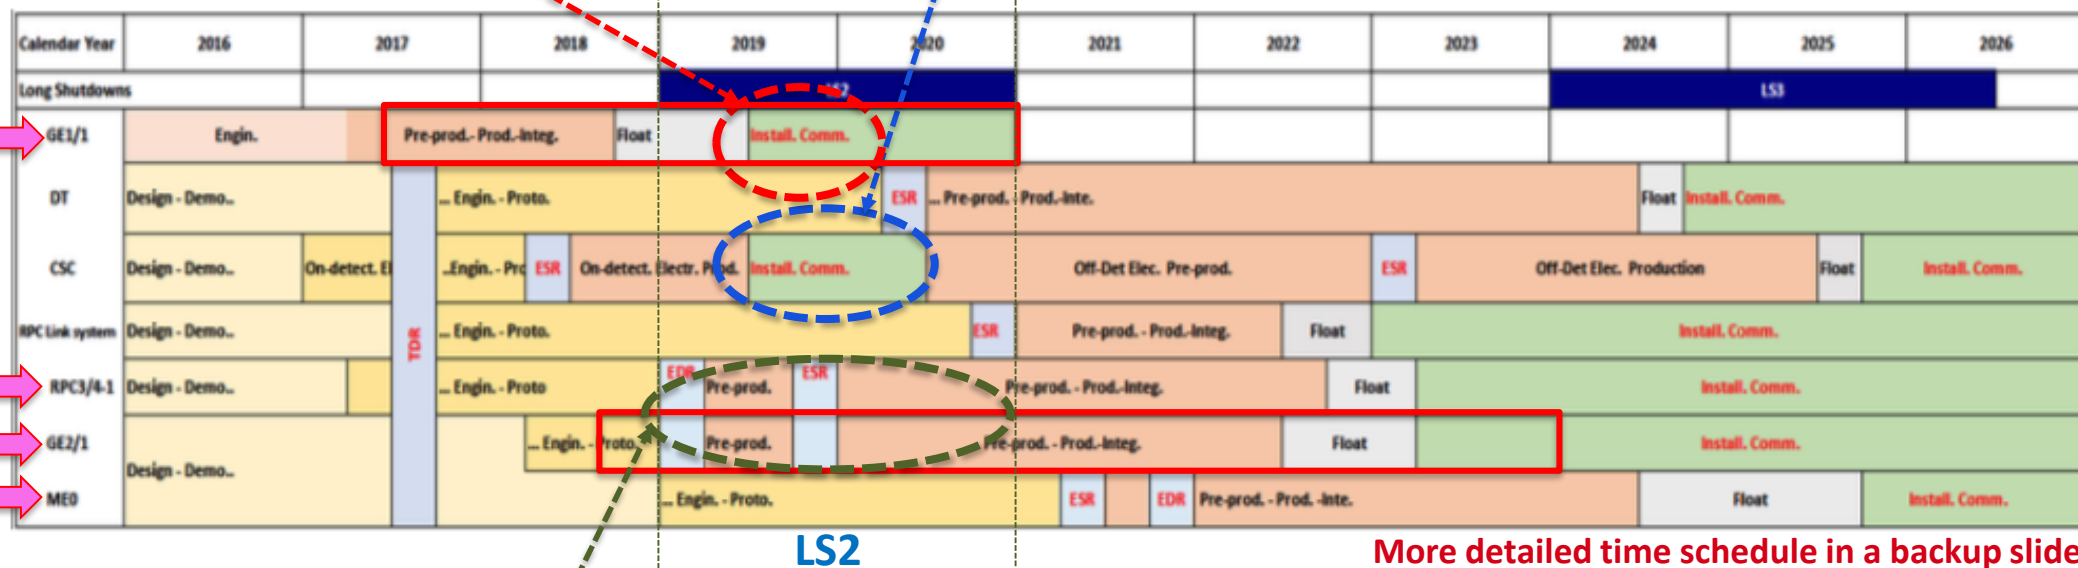 Calendar Year 2016 2017 2018 2019 2020 2021 2022 2023 2024 2025 2026
Long Shutdowns LS2 LS3
GE1/1 Engin. Pre-prod.- Prod.-Integ. Float Install. Comm.
DT Design - Demo.. ... Engin. - Proto. ESR ... Pre-prod. - Prod.-Inte. Float Install. Comm.
CSC Design - Demo.. On-detect. El ..Engin. - Pro ESR On-detect. Electr. Prod. Install. Comm. Off-Det Elec. Pre-prod. ESR Off-Det Elec. Production Float Install. Comm.
TDR
RPC Link system Design - Demo.. ... Engin. - Proto. ESR Pre-prod. - Prod.-Integ. Float Install. Comm.
RPC3/4-1 Design - Demo.. ... Engin. - Proto EDR Pre-prod. ESR Pre-prod. - Prod.-Integ. Float Install. Comm.
GE2/1 Design - Demo.. ... Engin. - Proto. Pre-prod. Pre-prod. - Prod.-Integ. Float Install. Comm.
ME0 ... Engin. - Proto. ESR EDR Pre-prod. - Prod. -Inte. Float Install. Comm.
LS2 More detailed time schedule in a backup slide